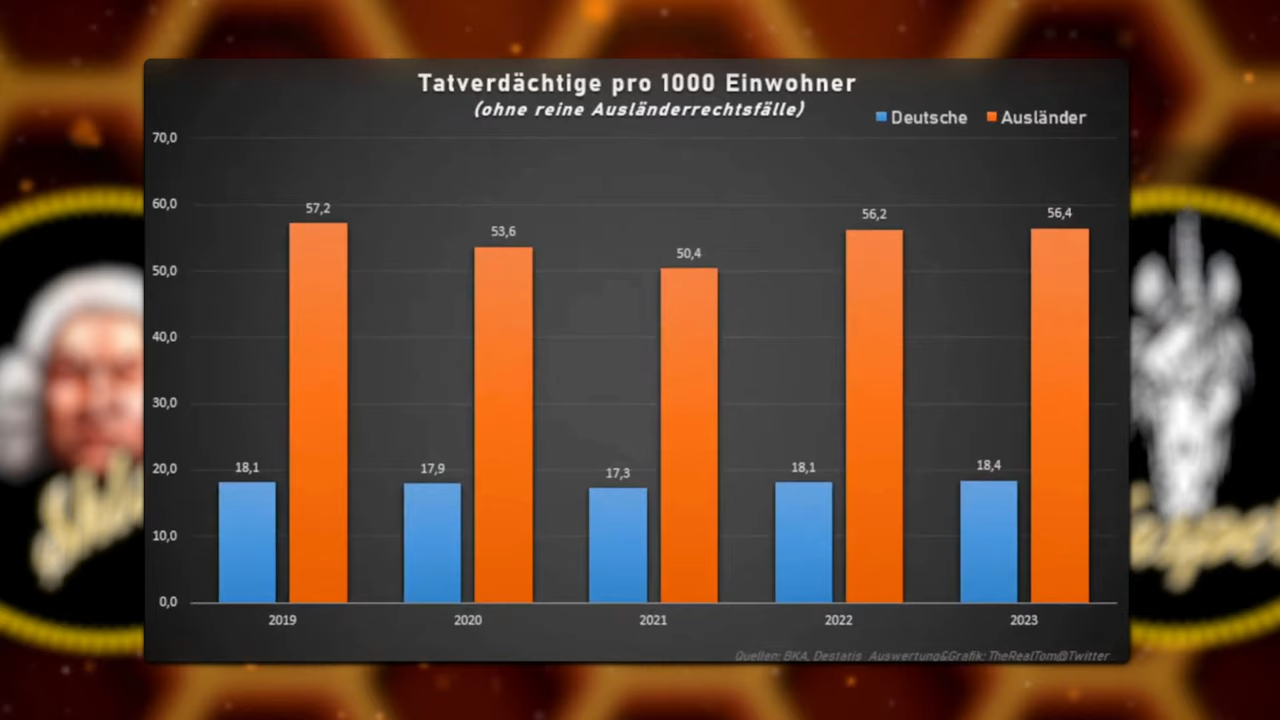 Tatverdächtige pro 1000 Einwohner
(ohne reine Ausländerrechtsfälle)
Deutsche Ausländer
70,0
60,0
50,0
40,0
30,0
20,0
10,0
0,0
18,1 57,2 17,9 53,6 17,3 50,4 18,1 56,2 18,4 56,4
2019 2020 2021 2022 2023
Quellen: BKA, Destatis Auswertung&Grafik: TheRealTom@Twitter